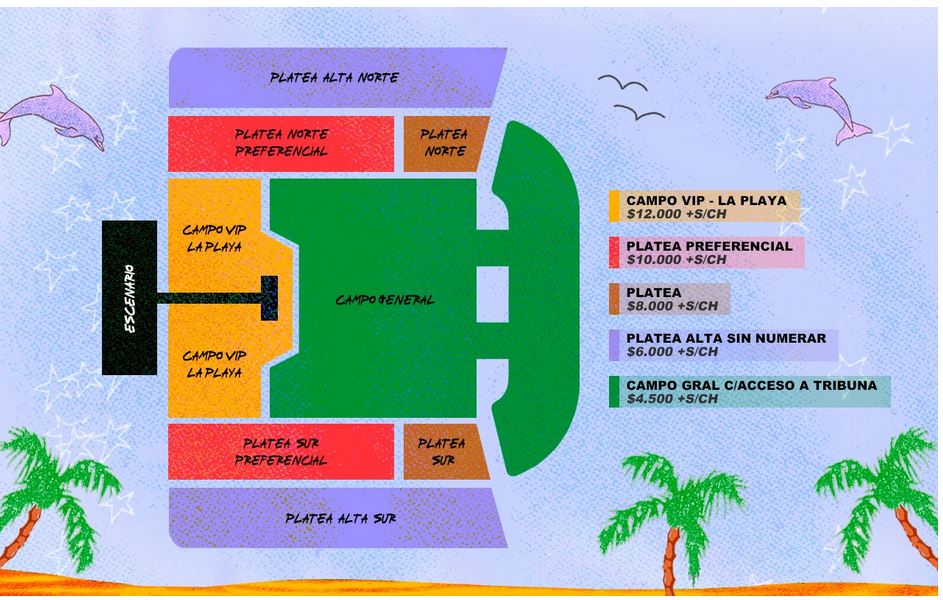 PLATEA ALTA NORTE
PLATEA NORTE
PREFERENCIAL
PLATEA
NORTE
CAMPO VIP
LA PLAYA
ESCENARIO
CAMPO GENERAL
CAMPO VIP
LA PLAYA
PLATEA SUR
PREFERENCIAL
PLATEA
SUR
PLATEA ALTA SUR
CAMPO VIP - LA PLAYA
$12.000 +S/CH
PLATEA PREFERENCIAL
$10.000 +S/CH
PLATEA
$8.000 +S/CH
PLATEA ALTA SIN NUMERAR
$6.000 +S/CH
CAMPO GRAL C/ACCESO A TRIBUNA
$4.500 +S/CH